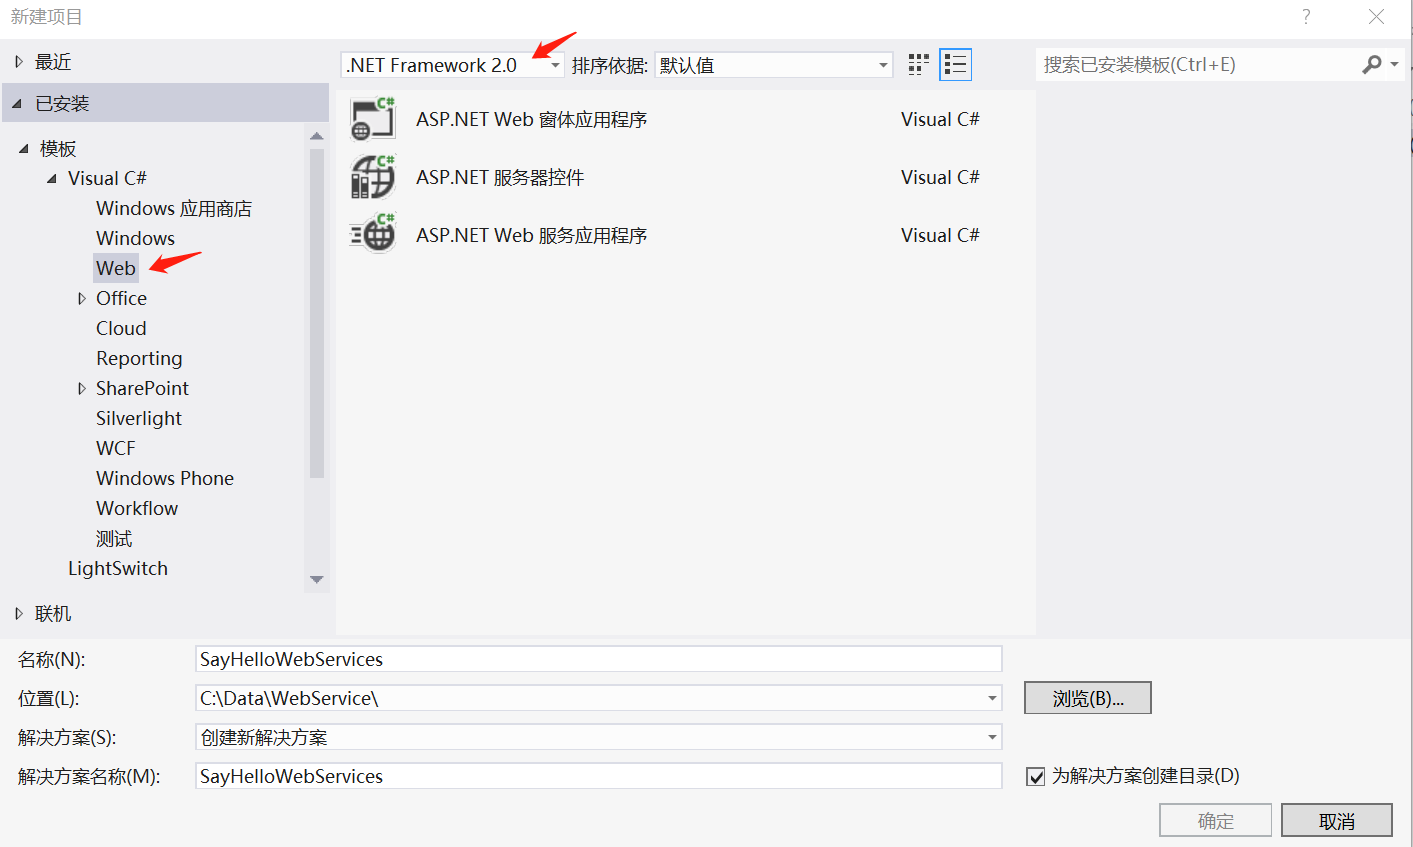 新建项目
?
最近
.NET Framework 2.0
排序依据:
默认值
搜索已安装模板(Ctrl+E)
已安装
模板
Visual C#
Windows 应用商店
Windows
Web
Office
Cloud
Reporting
SharePoint
Silverlight
WCF
Windows Phone
Workflow
测试
LightSwitch
联机
C#
ASP.NET Web 窗体应用程序
Visual C#
C#
ASP.NET 服务器控件
Visual C#
C#
ASP.NET Web 服务应用程序
Visual C#
名称(N):
SayHelloWebServices
位置(L):
C:\Data\WebService\
浏览(B)...
解决方案(S):
创建新解决方案
解决方案名称(M):
SayHelloWebServices
为解决方案创建目录(D)
确定
取消